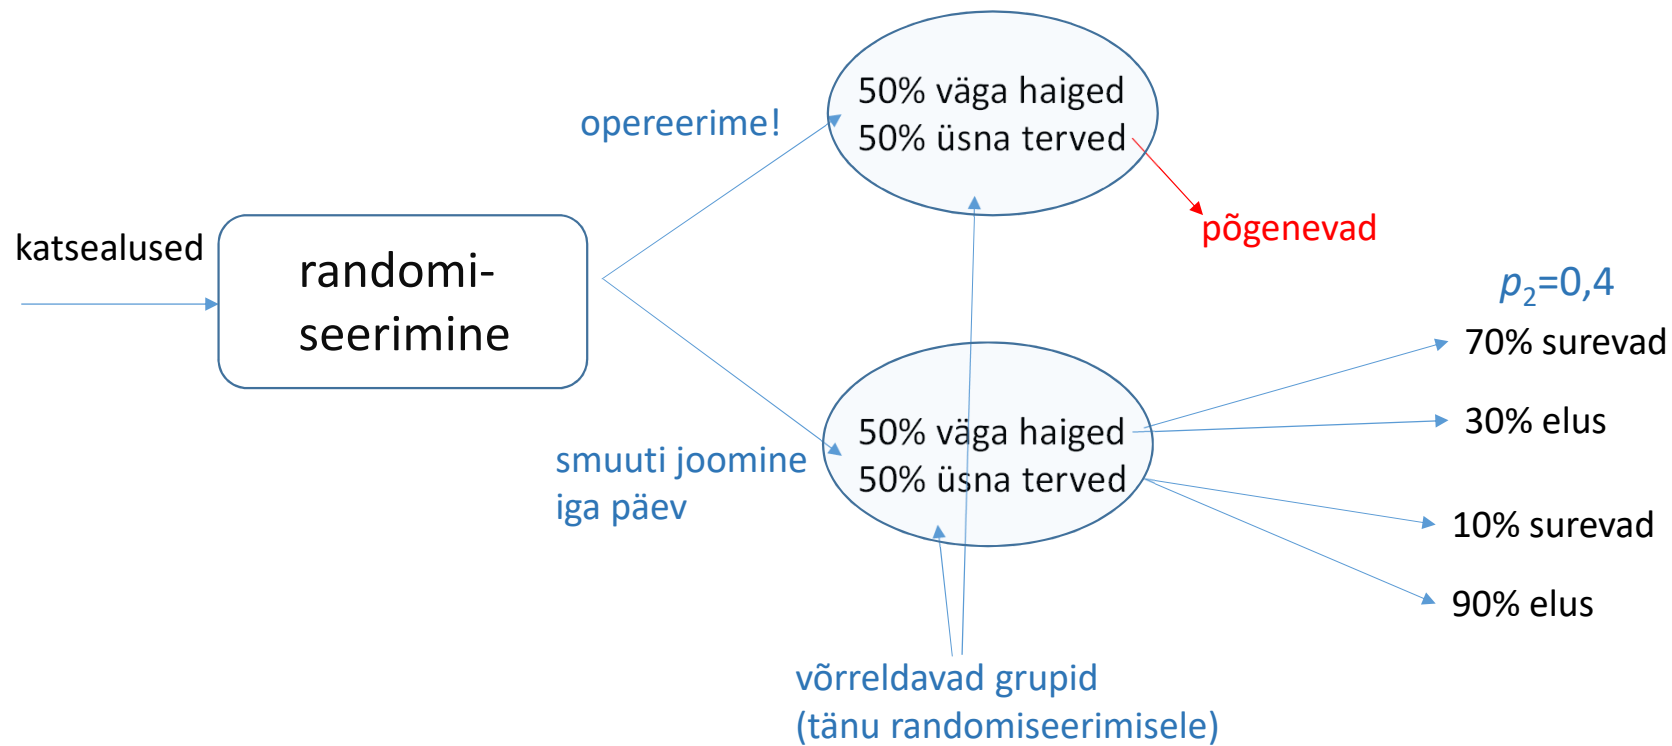 katsealused
randomi-
seerimine
opereerime!
50% väga haiged
50% üsna terved
põgenevad
smuuti joomine
iga päev
50% väga haiged
50% üsna terved
p₂=0,4
70% surevad
30% elus
10% surevad
90% elus
võrreldavad grupid
(tänu randomiseerimisele)